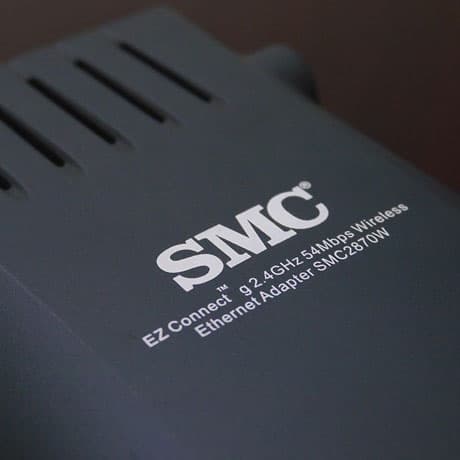 SMC®
EZ Connect™ g 2.4GHz 54Mbps Wireless
Ethernet Adapter SMC2870W